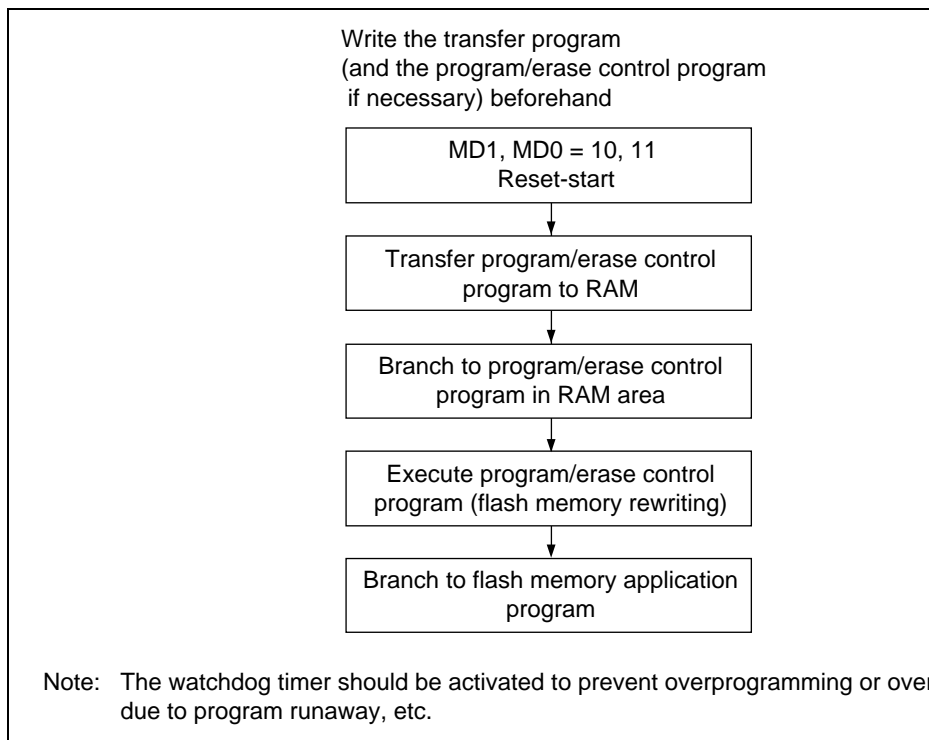 Write the transfer program
(and the program/erase control program
if necessary) beforehand
MD1, MD0 = 10, 11
Reset-start
Transfer program/erase control
program to RAM
Branch to program/erase control
program in RAM area
Execute program/erase control
program (flash memory rewriting)
Branch to flash memory application
program
Note: The watchdog timer should be activated to prevent overprogramming or over
due to program runaway, etc.